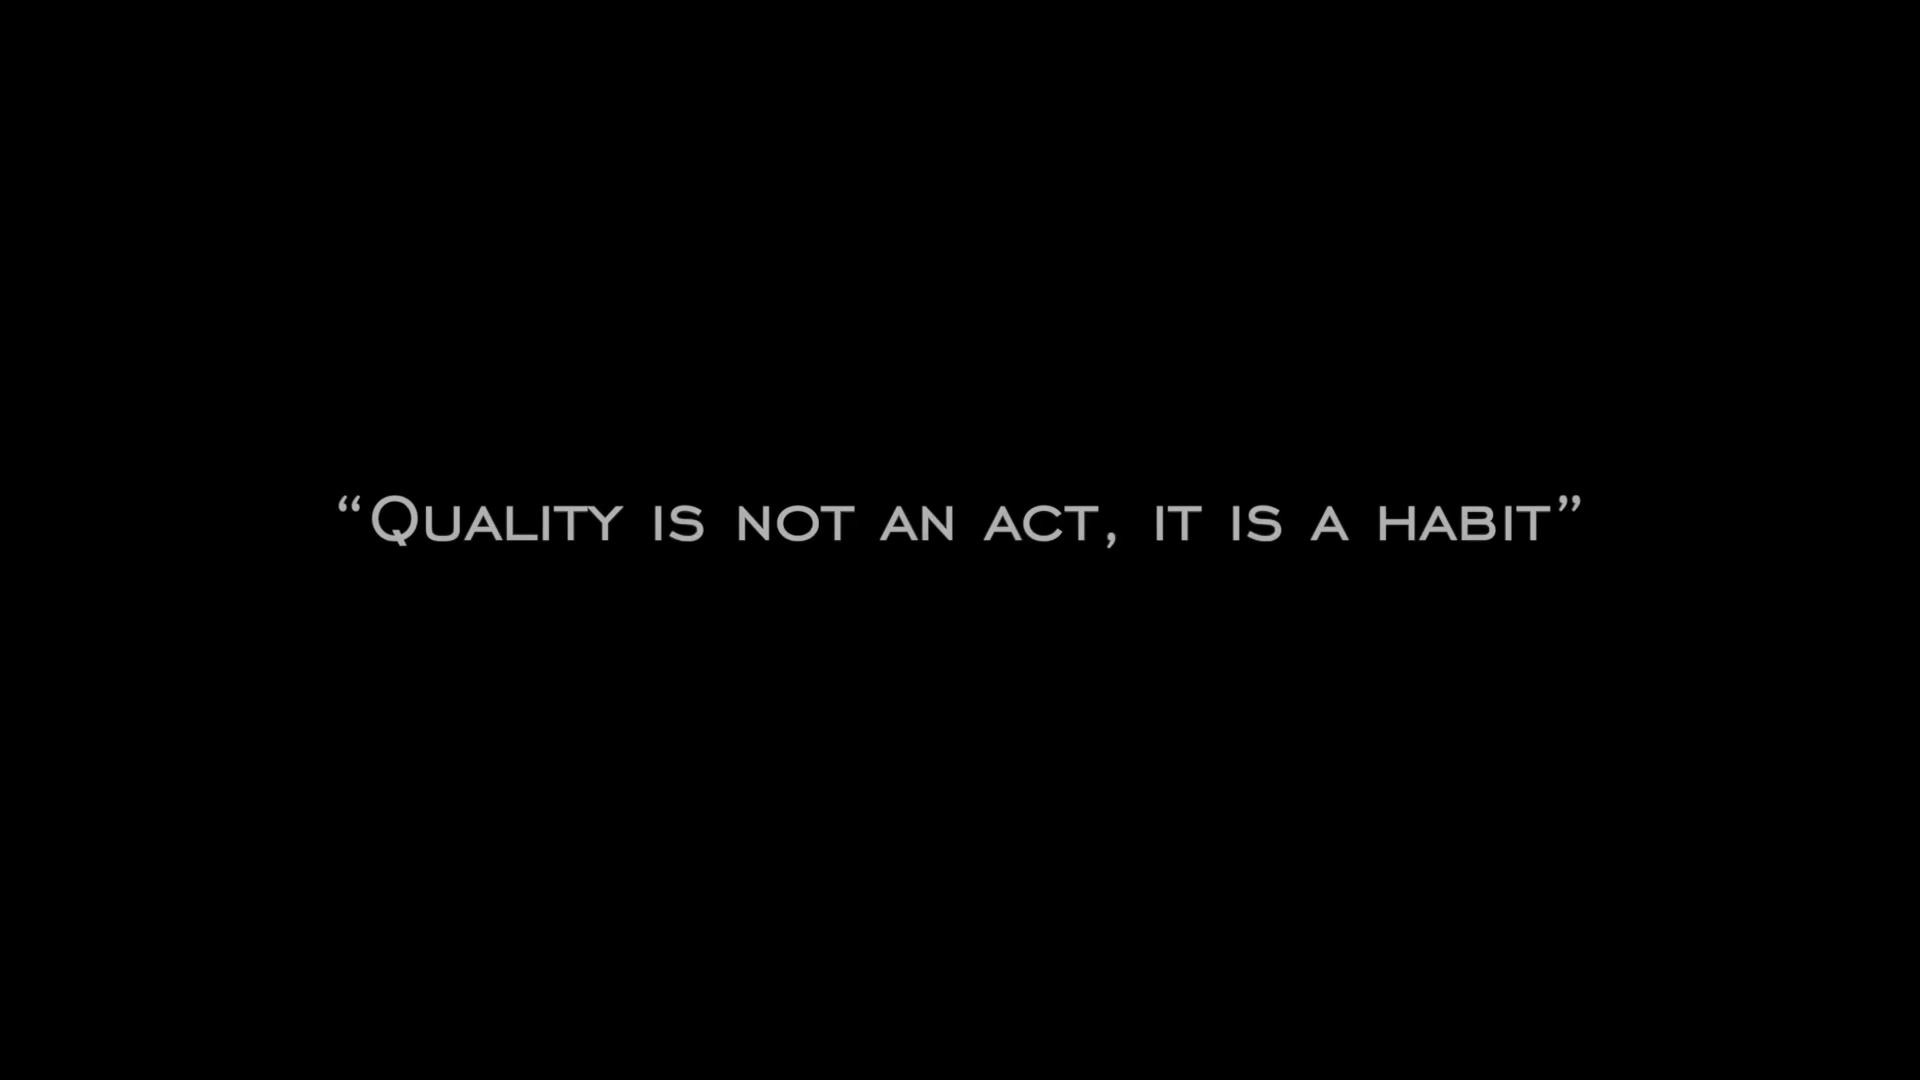 “Quality is not an act, it is a habit”